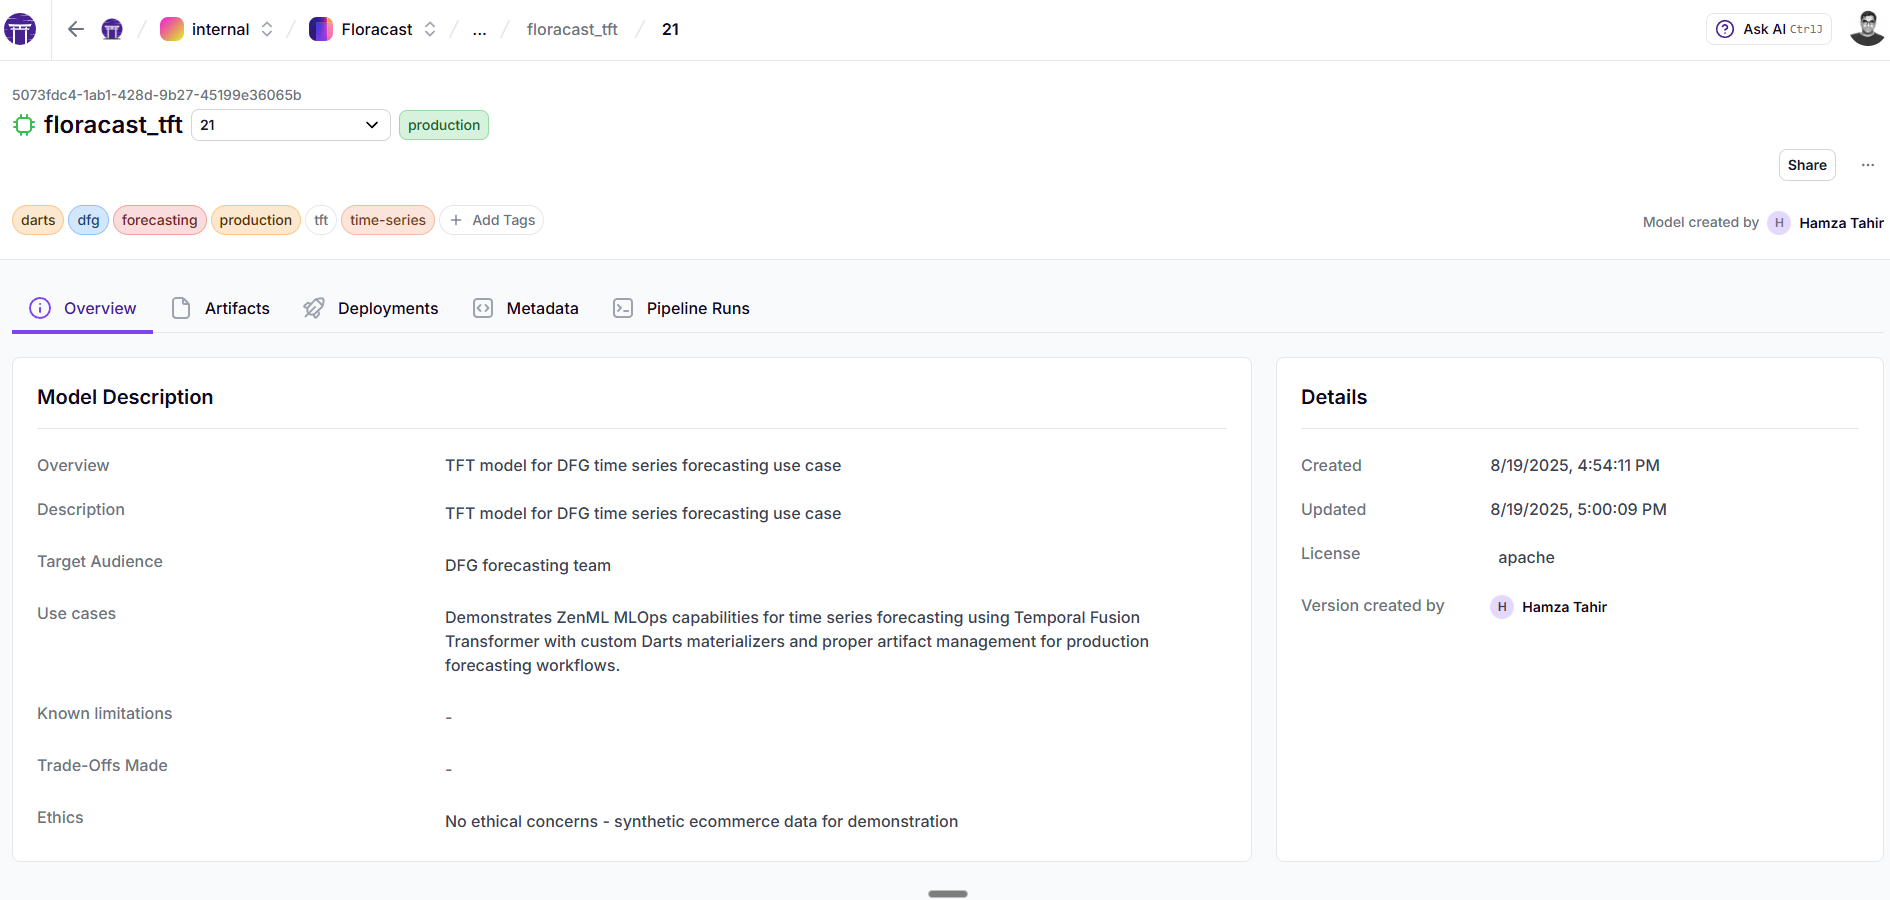 internal / Floracast / ... / floracast_tft / 21
Ask AI CtrlJ
5073fdc4-1ab1-428d-9b27-45199e36065b
floracast_tft 21 production
Share ...
darts dfg forecasting production tft time-series + Add Tags
Model created by H Hamza Tahir
Overview Artifacts Deployments Metadata Pipeline Runs
Model Description
Overview TFT model for DFG time series forecasting use case
Description TFT model for DFG time series forecasting use case
Target Audience DFG forecasting team
Use cases Demonstrates ZenML MLOps capabilities for time series forecasting using Temporal Fusion
Transformer with custom Darts materializers and proper artifact management for production
forecasting workflows.
Known limitations -
Trade-Offs Made -
Ethics No ethical concerns - synthetic ecommerce data for demonstration
Details
Created 8/19/2025, 4:54:11 PM
Updated 8/19/2025, 5:00:09 PM
License apache
Version created by H Hamza Tahir